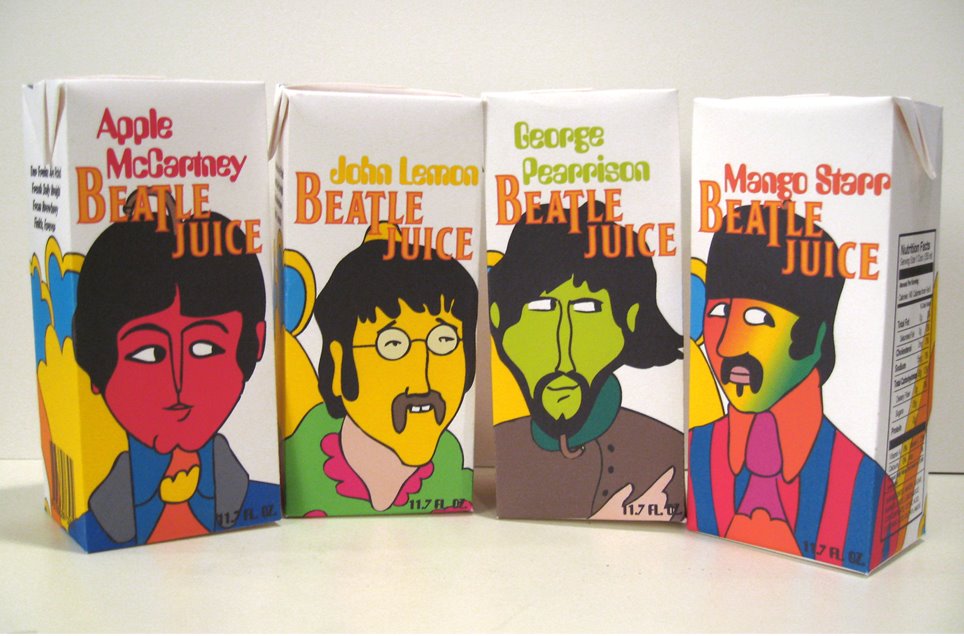 Apple
McCartney
BEATLE
JUICE
11.7 FL. OZ.
John Lemon
BEATLE
JUICE
11.7 FL. OZ.
George
Pearrison
BEATLE
JUICE
11.7 FL. OZ.
Mango Starr
BEATLE
JUICE
11.7 FL. OZ.
Nutrition Facts
Total Fat
Cholesterol
Sodium
Total Carbohydrate
Sugars
Protein